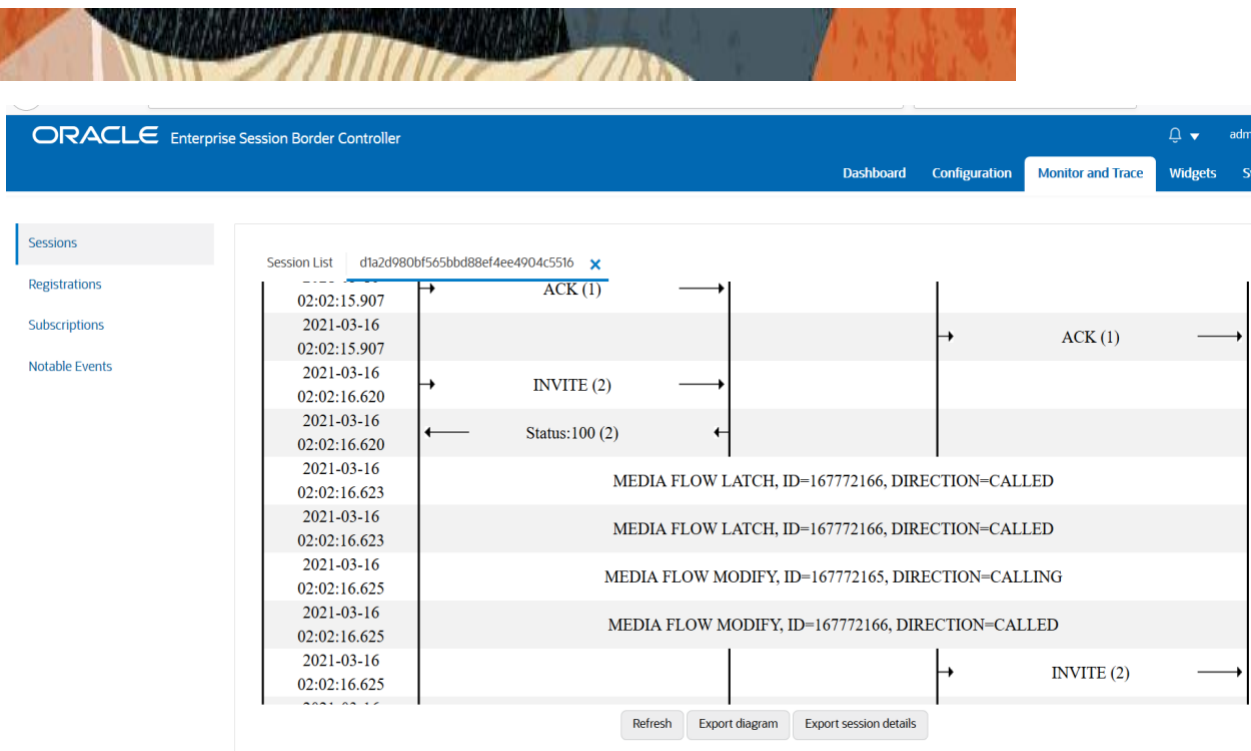 ORACLE Enterprise Session Border Controller
Dashboard Configuration Monitor and Trace Widgets
Sessions
Registrations
Subscriptions
Notable Events
Session List d1a2d980bf565bbd88ef4ee4904c5516
02:02:15.907 ACK (1)
2021-03-16
02:02:15.907 ACK (1)
2021-03-16
02:02:16.620 INVITE (2)
2021-03-16
02:02:16.620 Status:100 (2)
2021-03-16
02:02:16.623 MEDIA FLOW LATCH, ID=167772166, DIRECTION=CALLED
2021-03-16
02:02:16.623 MEDIA FLOW LATCH, ID=167772166, DIRECTION=CALLED
2021-03-16
02:02:16.625 MEDIA FLOW MODIFY, ID=167772165, DIRECTION=CALLING
2021-03-16
02:02:16.625 MEDIA FLOW MODIFY, ID=167772166, DIRECTION=CALLED
2021-03-16
02:02:16.625 INVITE (2)
Refresh Export diagram Export session details